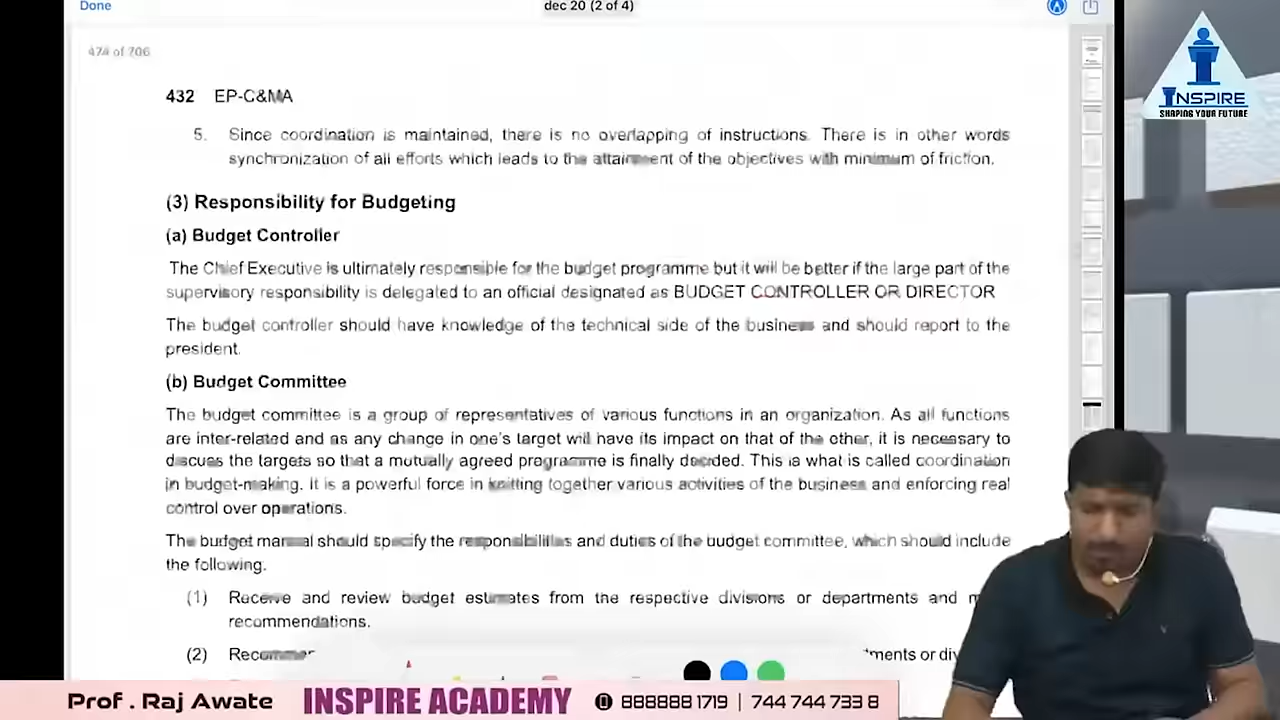 Done
dec 20 (2 of 4)
474 of 706
432 EP-C&MA
5. Since coordination is maintained, there is no overlapping of instructions. There is in other words
synchronization of all efforts which leads to the attainment of the objectives with minimum of friction.
(3) Responsibility for Budgeting
(a) Budget Controller
The Chief Executive is ultimately responsible for the budget programme but it will be better if the large part of the
supervisory responsibility is delegated to an official designated as BUDGET CONTROLLER OR DIRECTOR
The budget controller should have knowledge of the technical side of the business and should report to the
president.
(b) Budget Committee
The budget committee is a group of representatives of various functions in an organization. As all functions
are inter-related and as any change in one's target will have its impact on that of the other, it is necessary to
discuss the targets so that a mutually agreed programme is finally decided. This is what is called coordination
in budget-making. It is a powerful force in knitting together various activities of the business and enforcing real
control over operations.
The budget manual should specify the responsibilities and duties of the budget committee, which should include
the following.
(1) Receive and review budget estimates from the respective divisions or departments and
recommendations.
(2)
INSPIRE
SHAPING YOUR FUTURE
Prof . Raj Awate INSPIRE ACADEMY 888888 1719 | 744 744 733 8